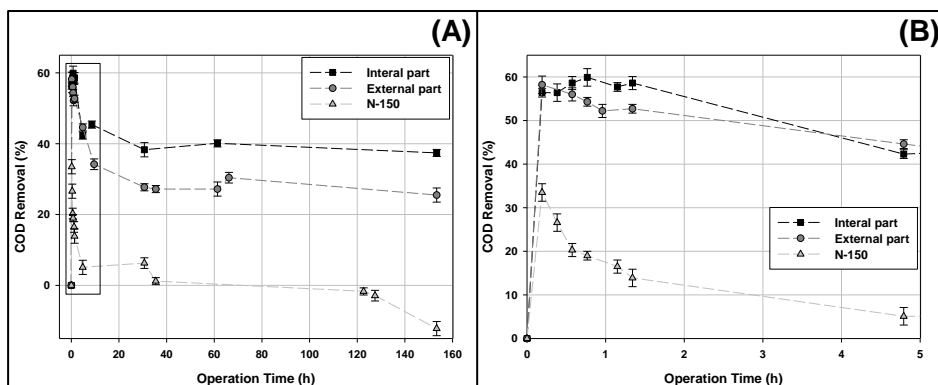 (A)
COD Removal (%)
60
40
20
0
Interal part
External part
N-150
0 20 40 60 80 100 120 140 160
Operation Time (h)
(B)
COD Removal (%)
60
50
40
30
20
10
0
Interal part
External part
N-150
0 1 2 3 4 5
Operation Time (h)